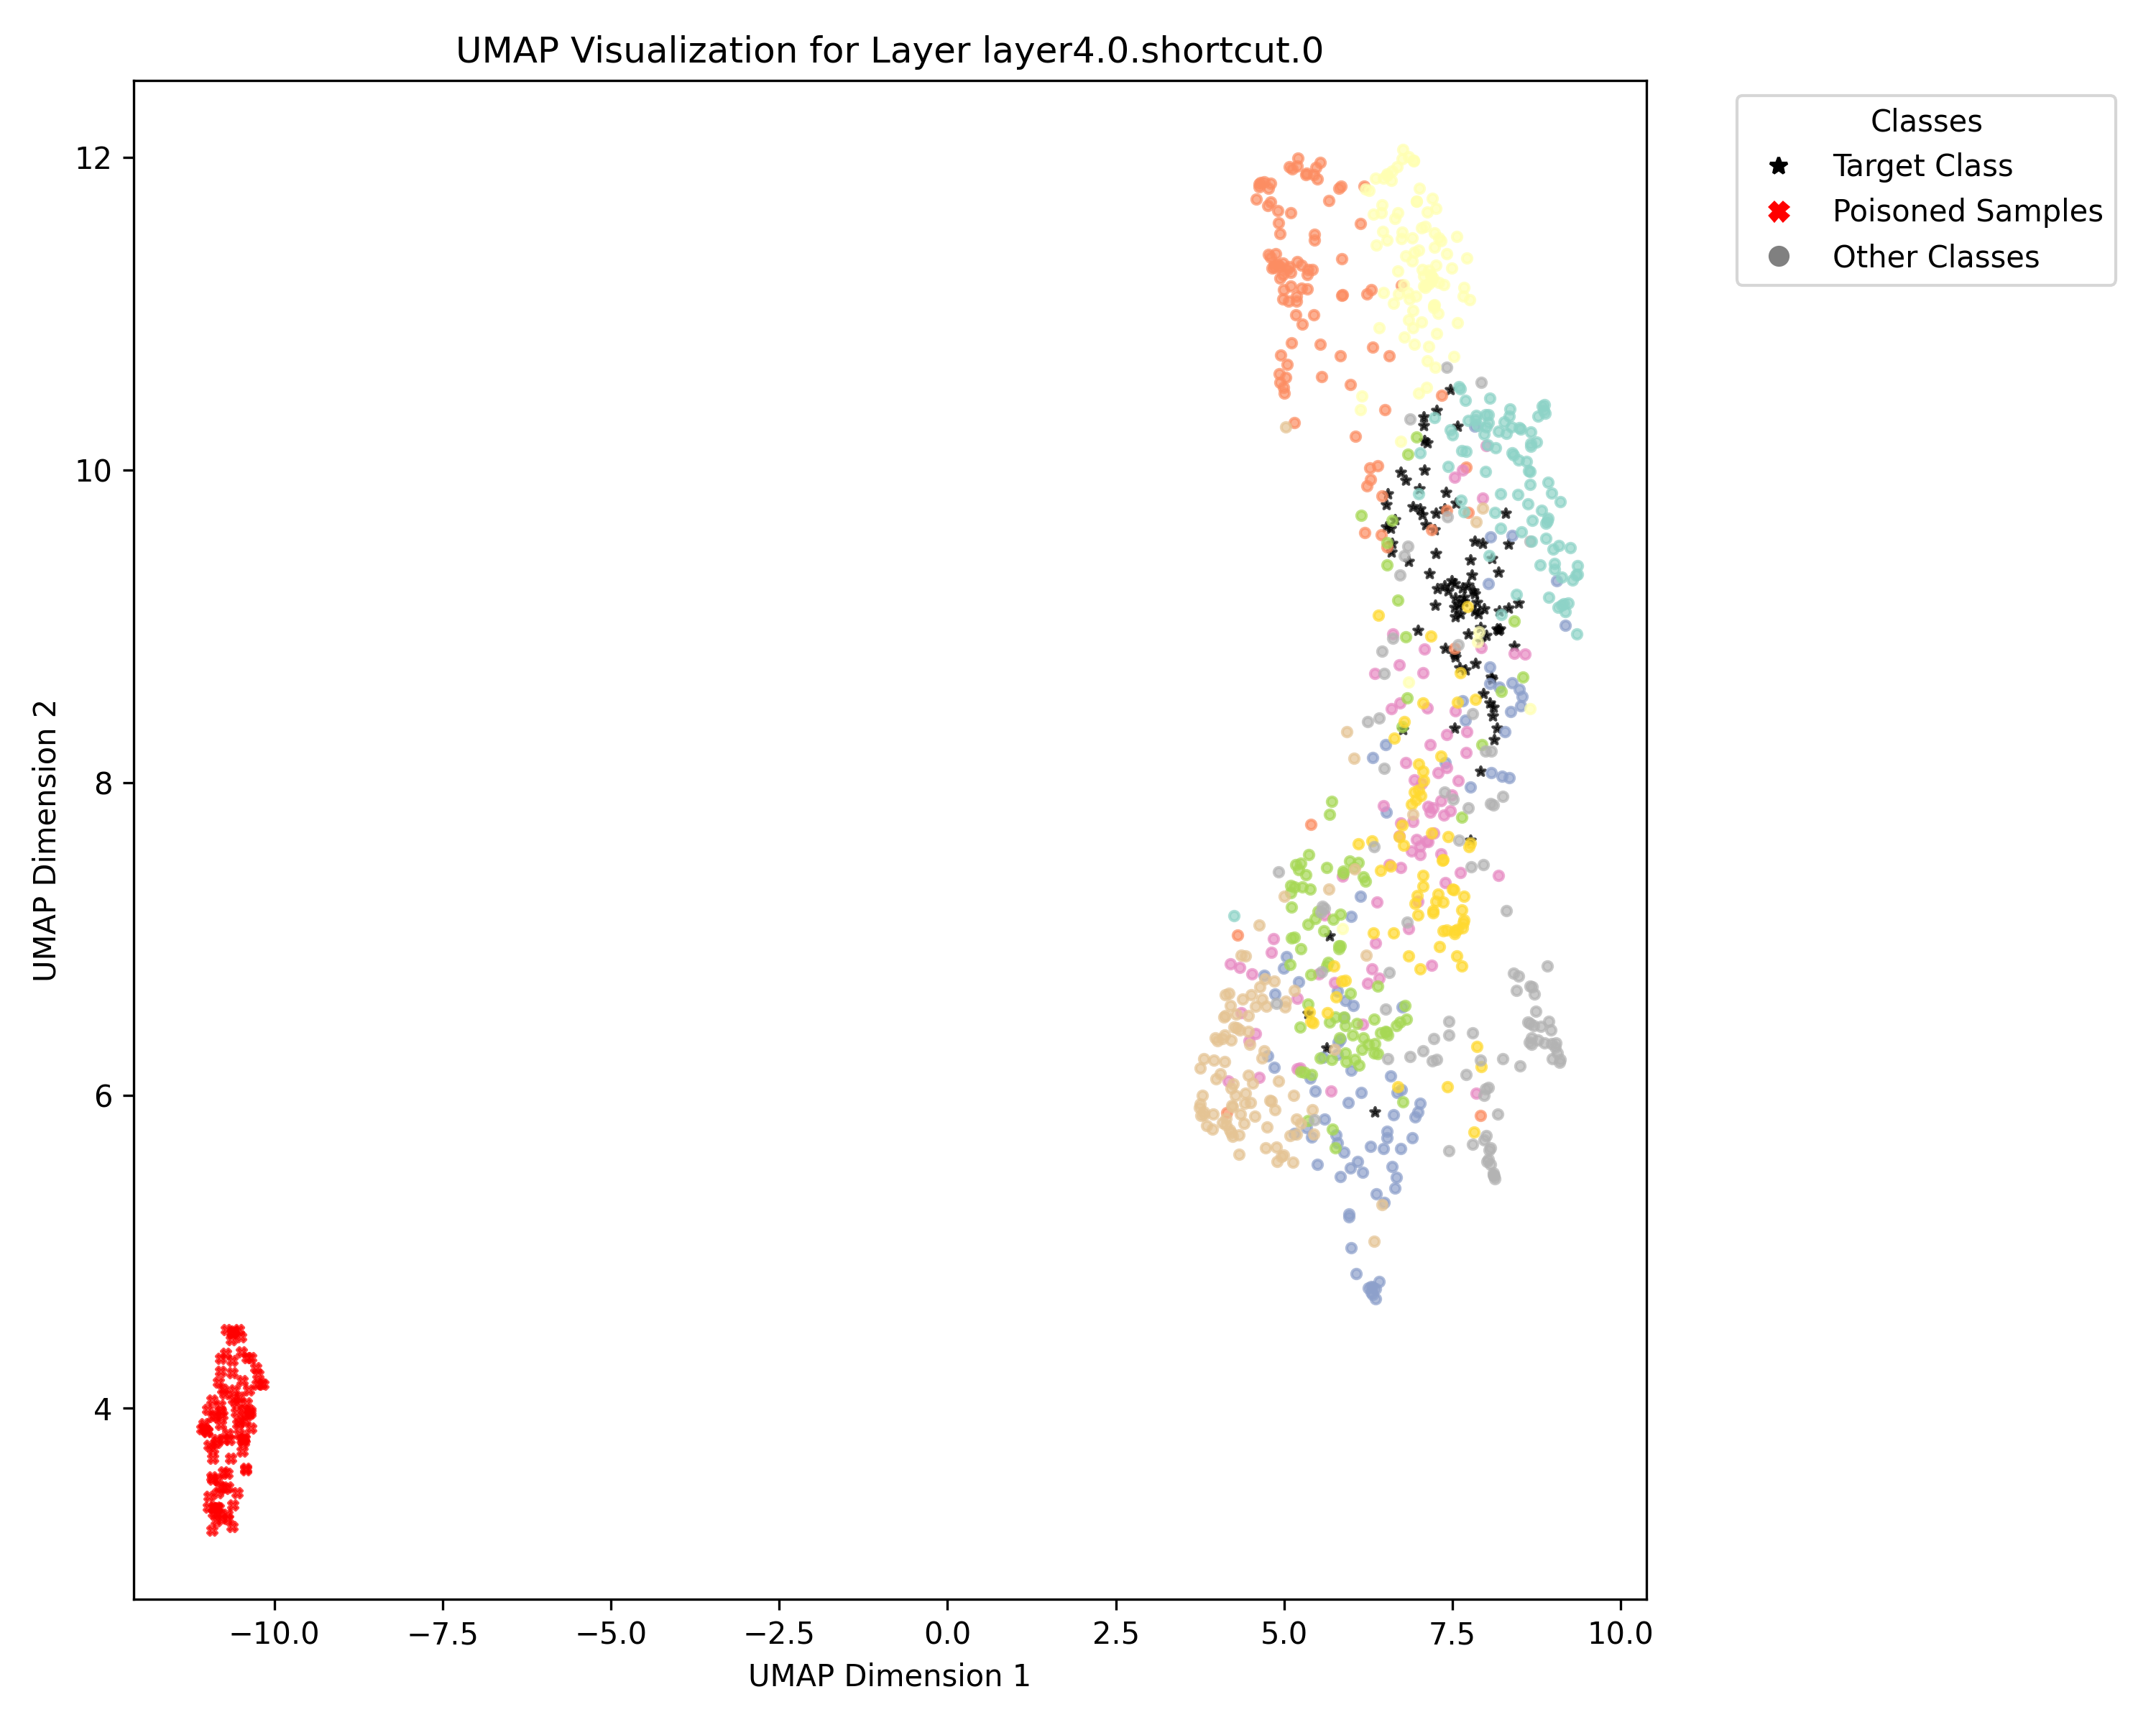 UMAP Visualization for Layer layer4.0.shortcut.0
Classes
Target Class
Poisoned Samples
Other Classes
12
10
8
6
4
UMAP Dimension 2
−10.0
−7.5
−5.0
−2.5
0.0
2.5
5.0
7.5
10.0
UMAP Dimension 1